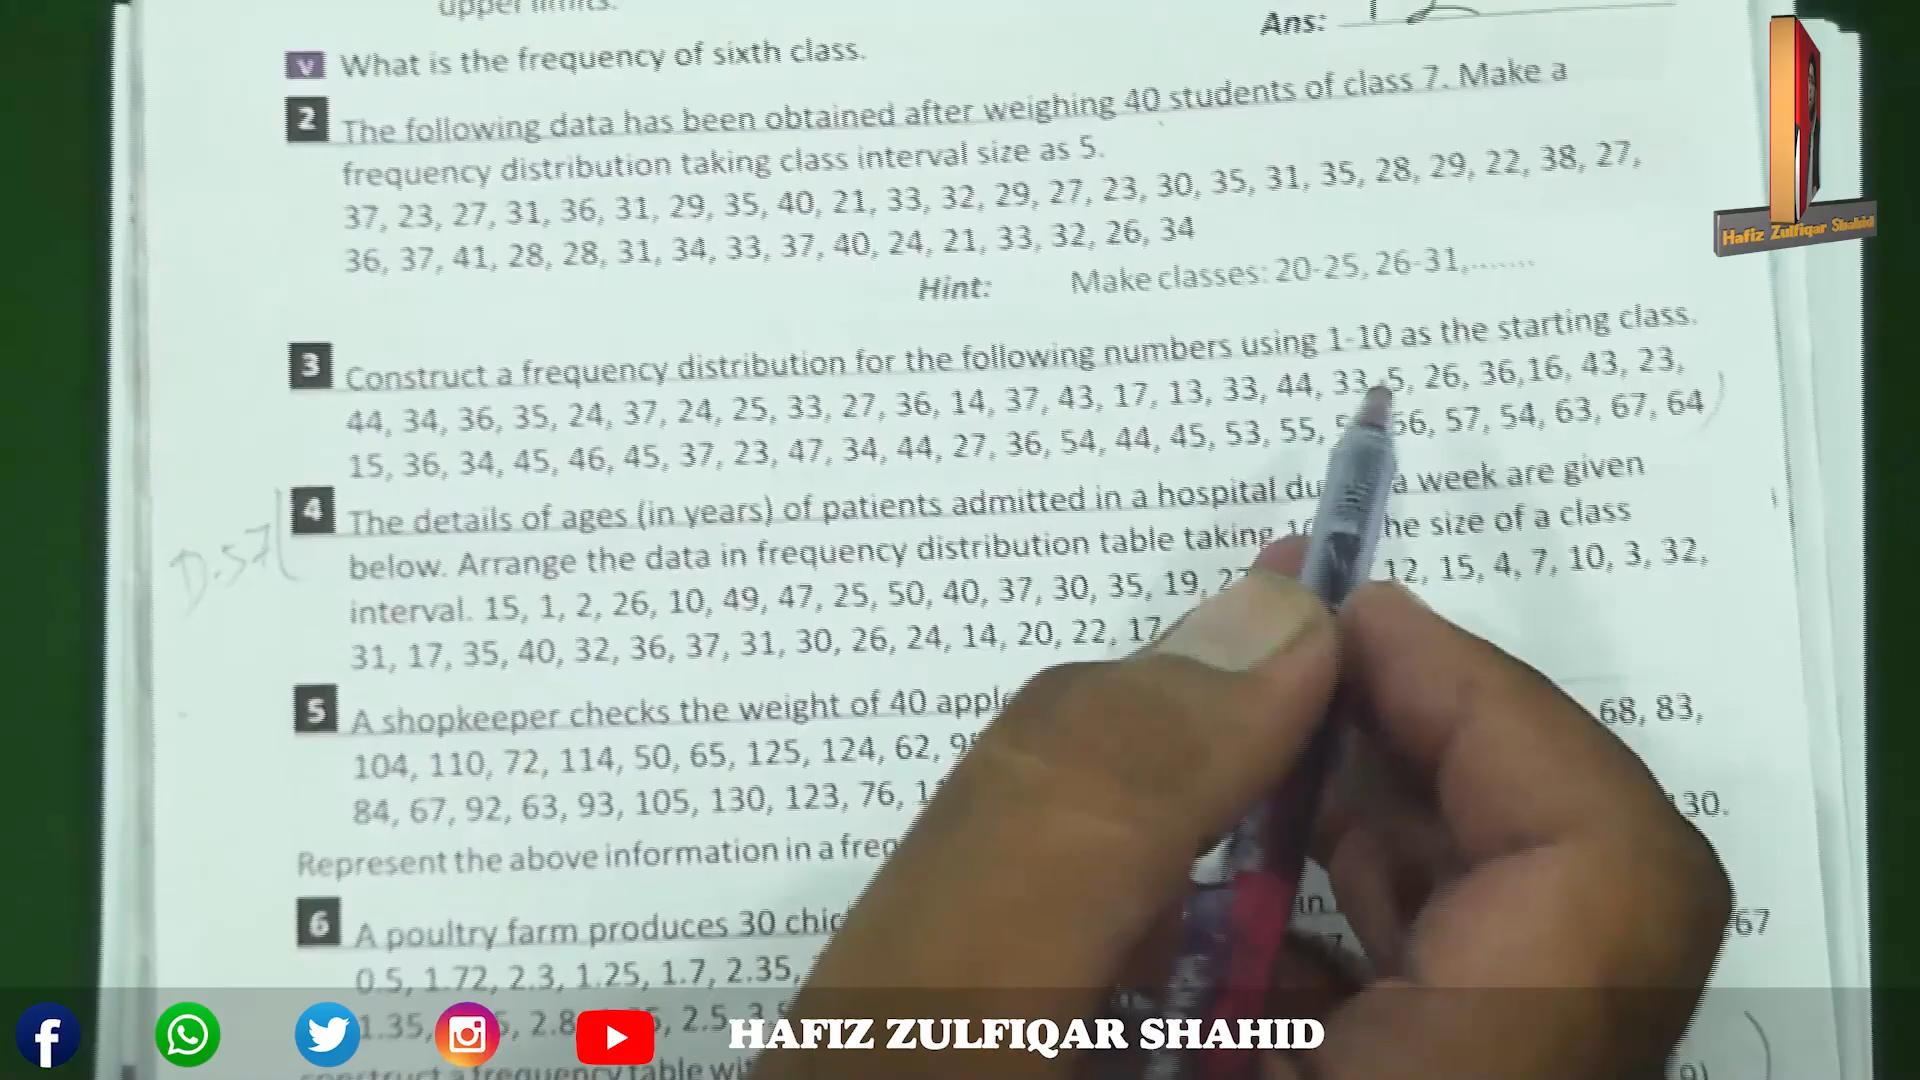 upper limits.
Ans:
v What is the frequency of sixth class.
2 The following data has been obtained after weighing 40 students of class 7. Make a
frequency distribution taking class interval size as 5.
37, 23, 27, 31, 36, 31, 29, 35, 40, 21, 33, 32, 29, 27, 23, 30, 35, 31, 35, 28, 29, 22, 38, 27,
36, 37, 41, 28, 28, 31, 34, 33, 37, 40, 24, 21, 33, 32, 26, 34
Hint: Make classes: 20-25, 26-31,.......
3 Construct a frequency distribution for the following numbers using 1-10 as the starting class.
44, 34, 36, 35, 24, 37, 24, 25, 33, 27, 36, 14, 37, 43, 17, 13, 33, 44, 33, 5, 26, 36,16, 43, 23,
15, 36, 34, 45, 46, 45, 37, 23, 47, 34, 44, 27, 36, 54, 44, 45, 53, 55, 56, 57, 54, 63, 67, 64
D.57
4 The details of ages (in years) of patients admitted in a hospital a week are given
below. Arrange the data in frequency distribution table taking the size of a class
interval. 15, 1, 2, 26, 10, 49, 47, 25, 50, 40, 37, 30, 35, 19, 12, 15, 4, 7, 10, 3, 32,
31, 17, 35, 40, 32, 36, 37, 31, 30, 26, 24, 14, 20, 22, 17
5 A shopkeeper checks the weight of 40 68, 83,
104, 110, 72, 114, 50, 65, 125, 124, 62,
84, 67, 92, 63, 93, 105, 130, 123, 76, 30.
Represent the above information in a
6 A poultry farm produces 30 in 67
0.5, 1.72, 2.3, 1.25, 1.7, 2.35,
1.35, 2.5,
construct a frequency table
Hafiz Zulfiqar Shahid
HAFIZ ZULFIQAR SHAHID